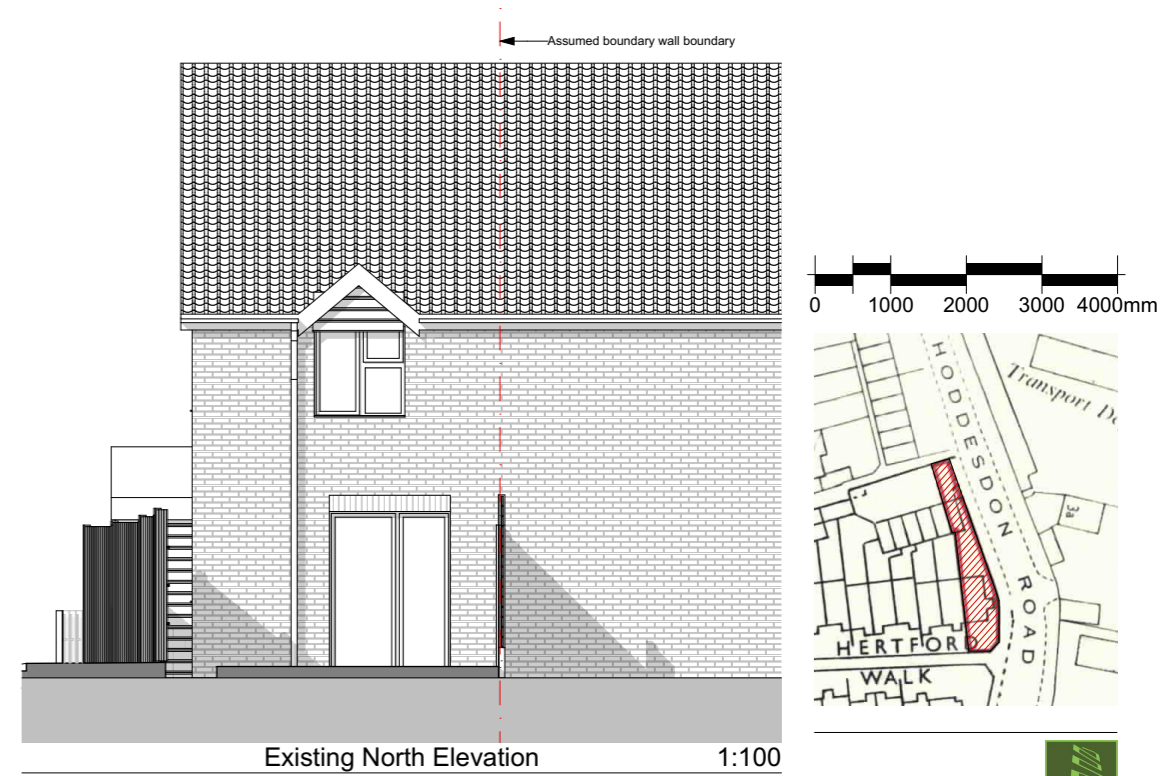 Assumed boundary wall boundary
0 1000 2000 3000 4000mm
HODDESDON ROAD
Transport
3a
HERTFORD
WALK
Existing North Elevation 1:100